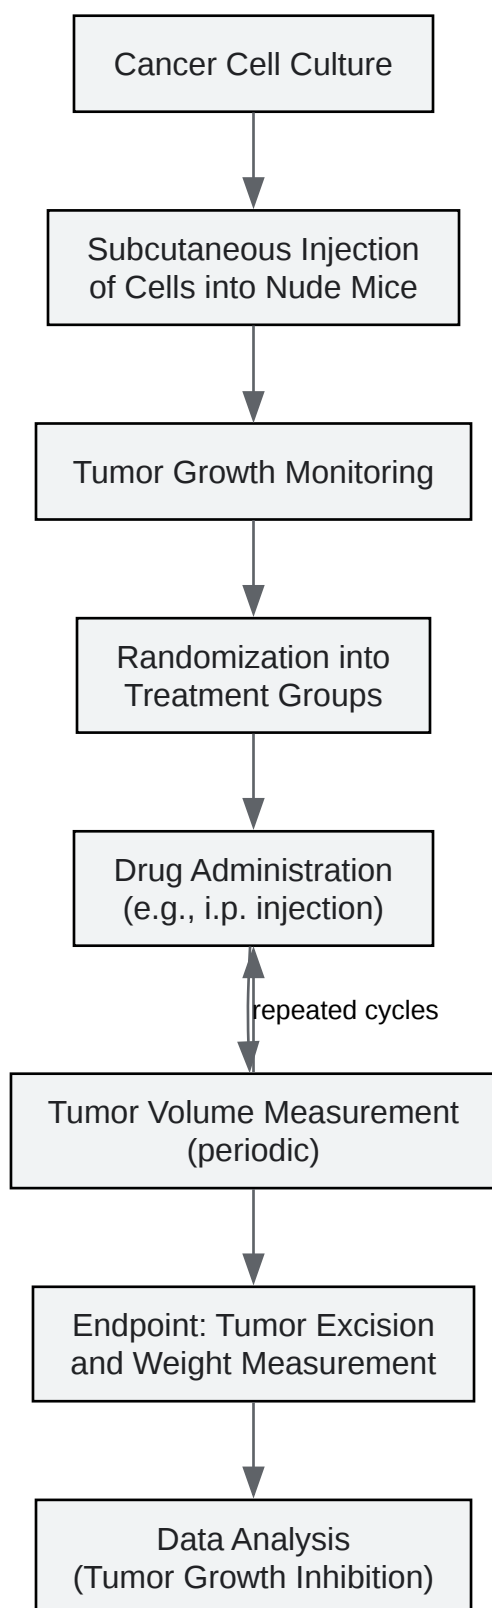 Cancer Cell Culture
Subcutaneous Injection
of Cells into Nude Mice
Tumor Growth Monitoring
Randomization into
Treatment Groups
Drug Administration
(e.g., i.p. injection)
repeated cycles
Tumor Volume Measurement
(periodic)
Endpoint: Tumor Excision
and Weight Measurement
Data Analysis
(Tumor Growth Inhibition)